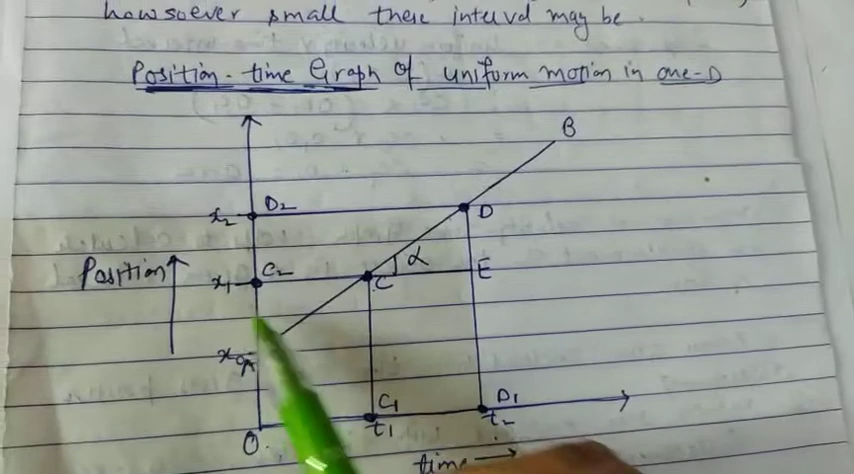 howsoever small these interval may be.
Position-time Graph Of uniform motion in one-D
B
x2 D2 D
Position x1 C2 C α E
x0 A
C1 D1
O t1 t2
time